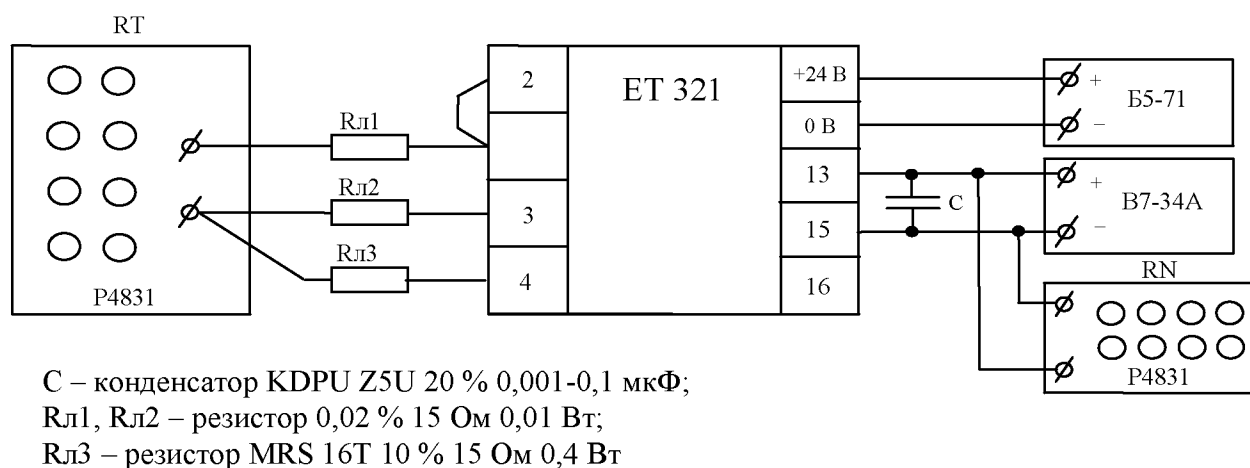 RT
P4831
Rл1
Rл2
Rл3
2
3
4
ET 321
+24 В
0 В
13
15
16
C
+
Б5-71
–
+
В7-34А
–
RN
P4831
С – конденсатор KDPU Z5U 20 % 0,001-0,1 мкФ;
Rл1, Rл2 – резистор 0,02 % 15 Ом 0,01 Вт;
Rл3 – резистор MRS 16T 10 % 15 Ом 0,4 Вт